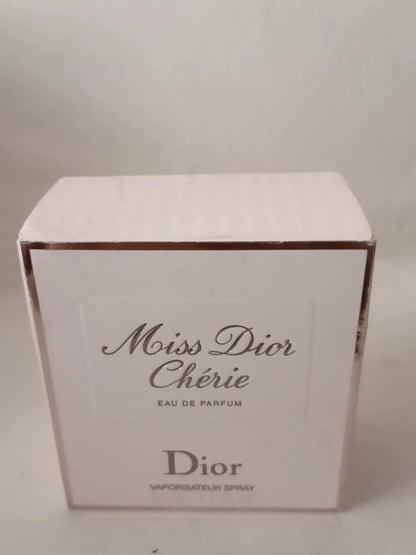 Miss Dior
Chérie
EAU DE PARFUM
Dior
VAPORISATEUR SPRAY